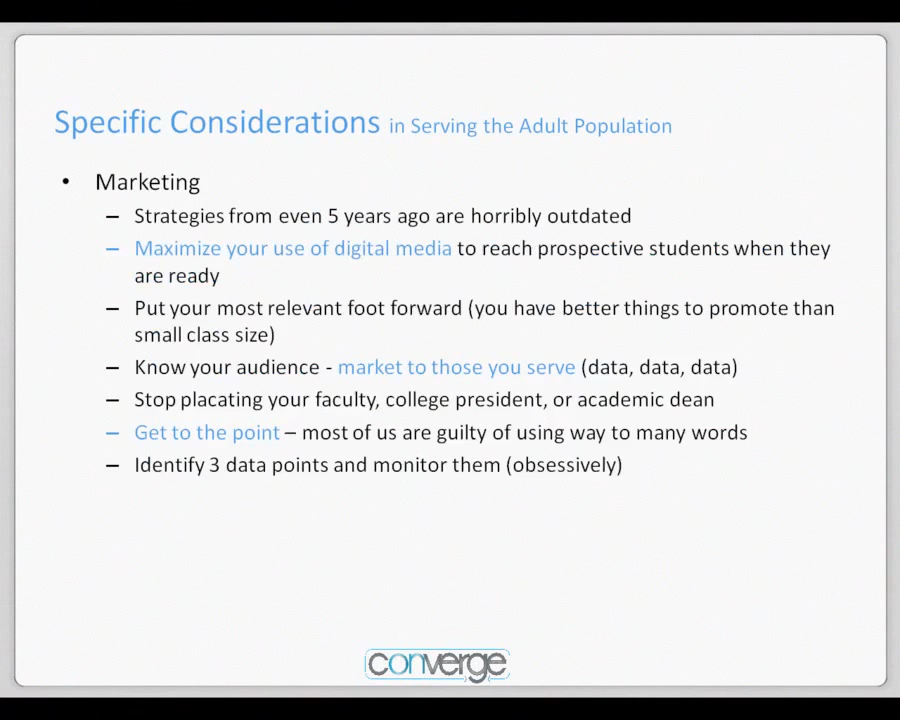 Specific Considerations in Serving the Adult Population
• Marketing
– Strategies from even 5 years ago are horribly outdated
– Maximize your use of digital media to reach prospective students when they
are ready
– Put your most relevant foot forward (you have better things to promote than
small class size)
– Know your audience - market to those you serve (data, data, data)
– Stop placating your faculty, college president, or academic dean
– Get to the point – most of us are guilty of using way to many words
– Identify 3 data points and monitor them (obsessively)
converge